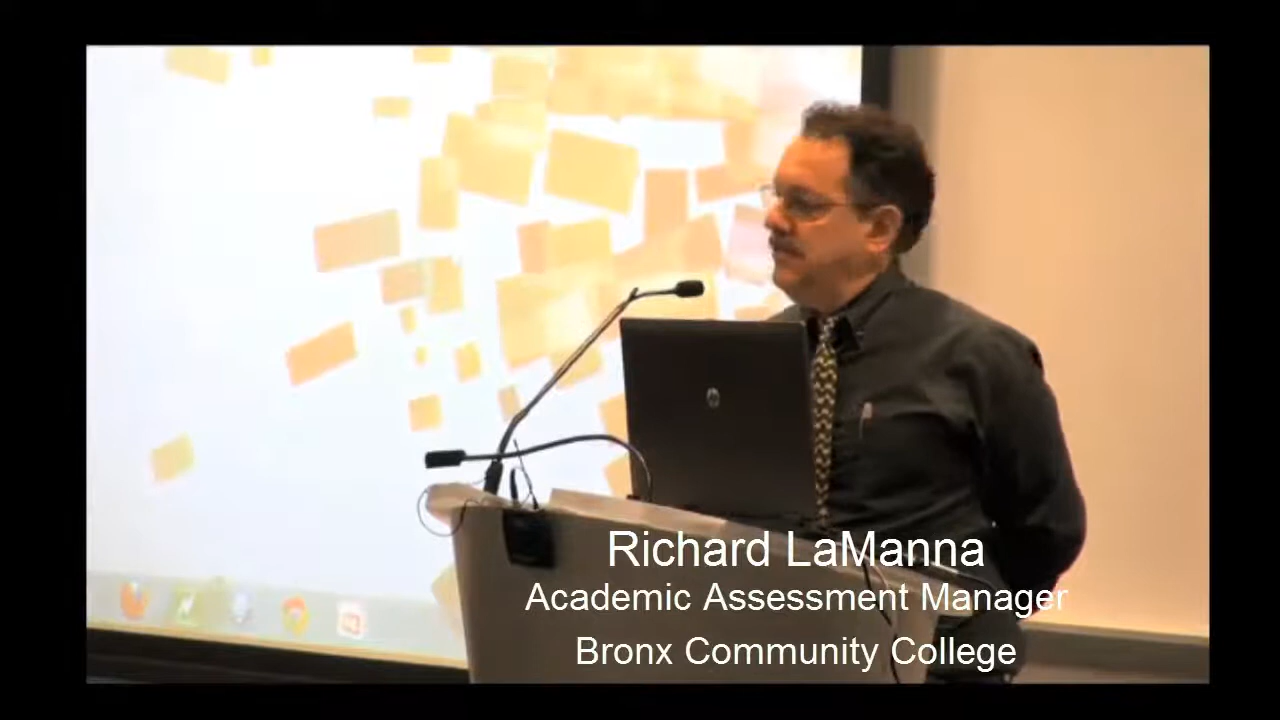 Richard LaManna
Academic Assessment Manager
Bronx Community College